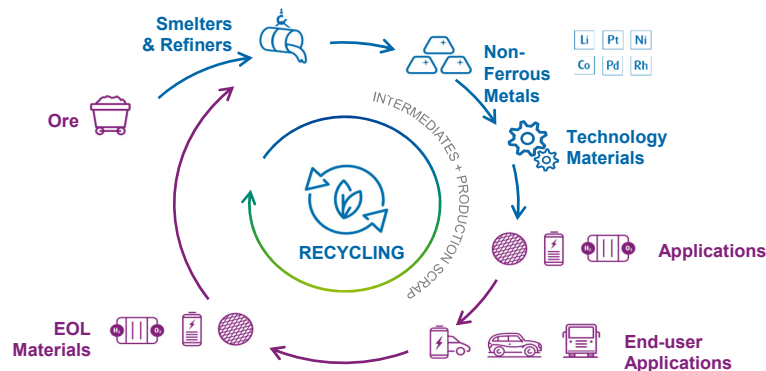 Smelters
& Refiners
Non-
Ferrous
Metals
Li Pt Ni
Co Pd Rh
Ore
INTERMEDIATES + PRODUCTION SCRAP
Technology
Materials
RECYCLING
H₂ O₂
Applications
EOL
Materials
H₂ O₂
End-user
Applications